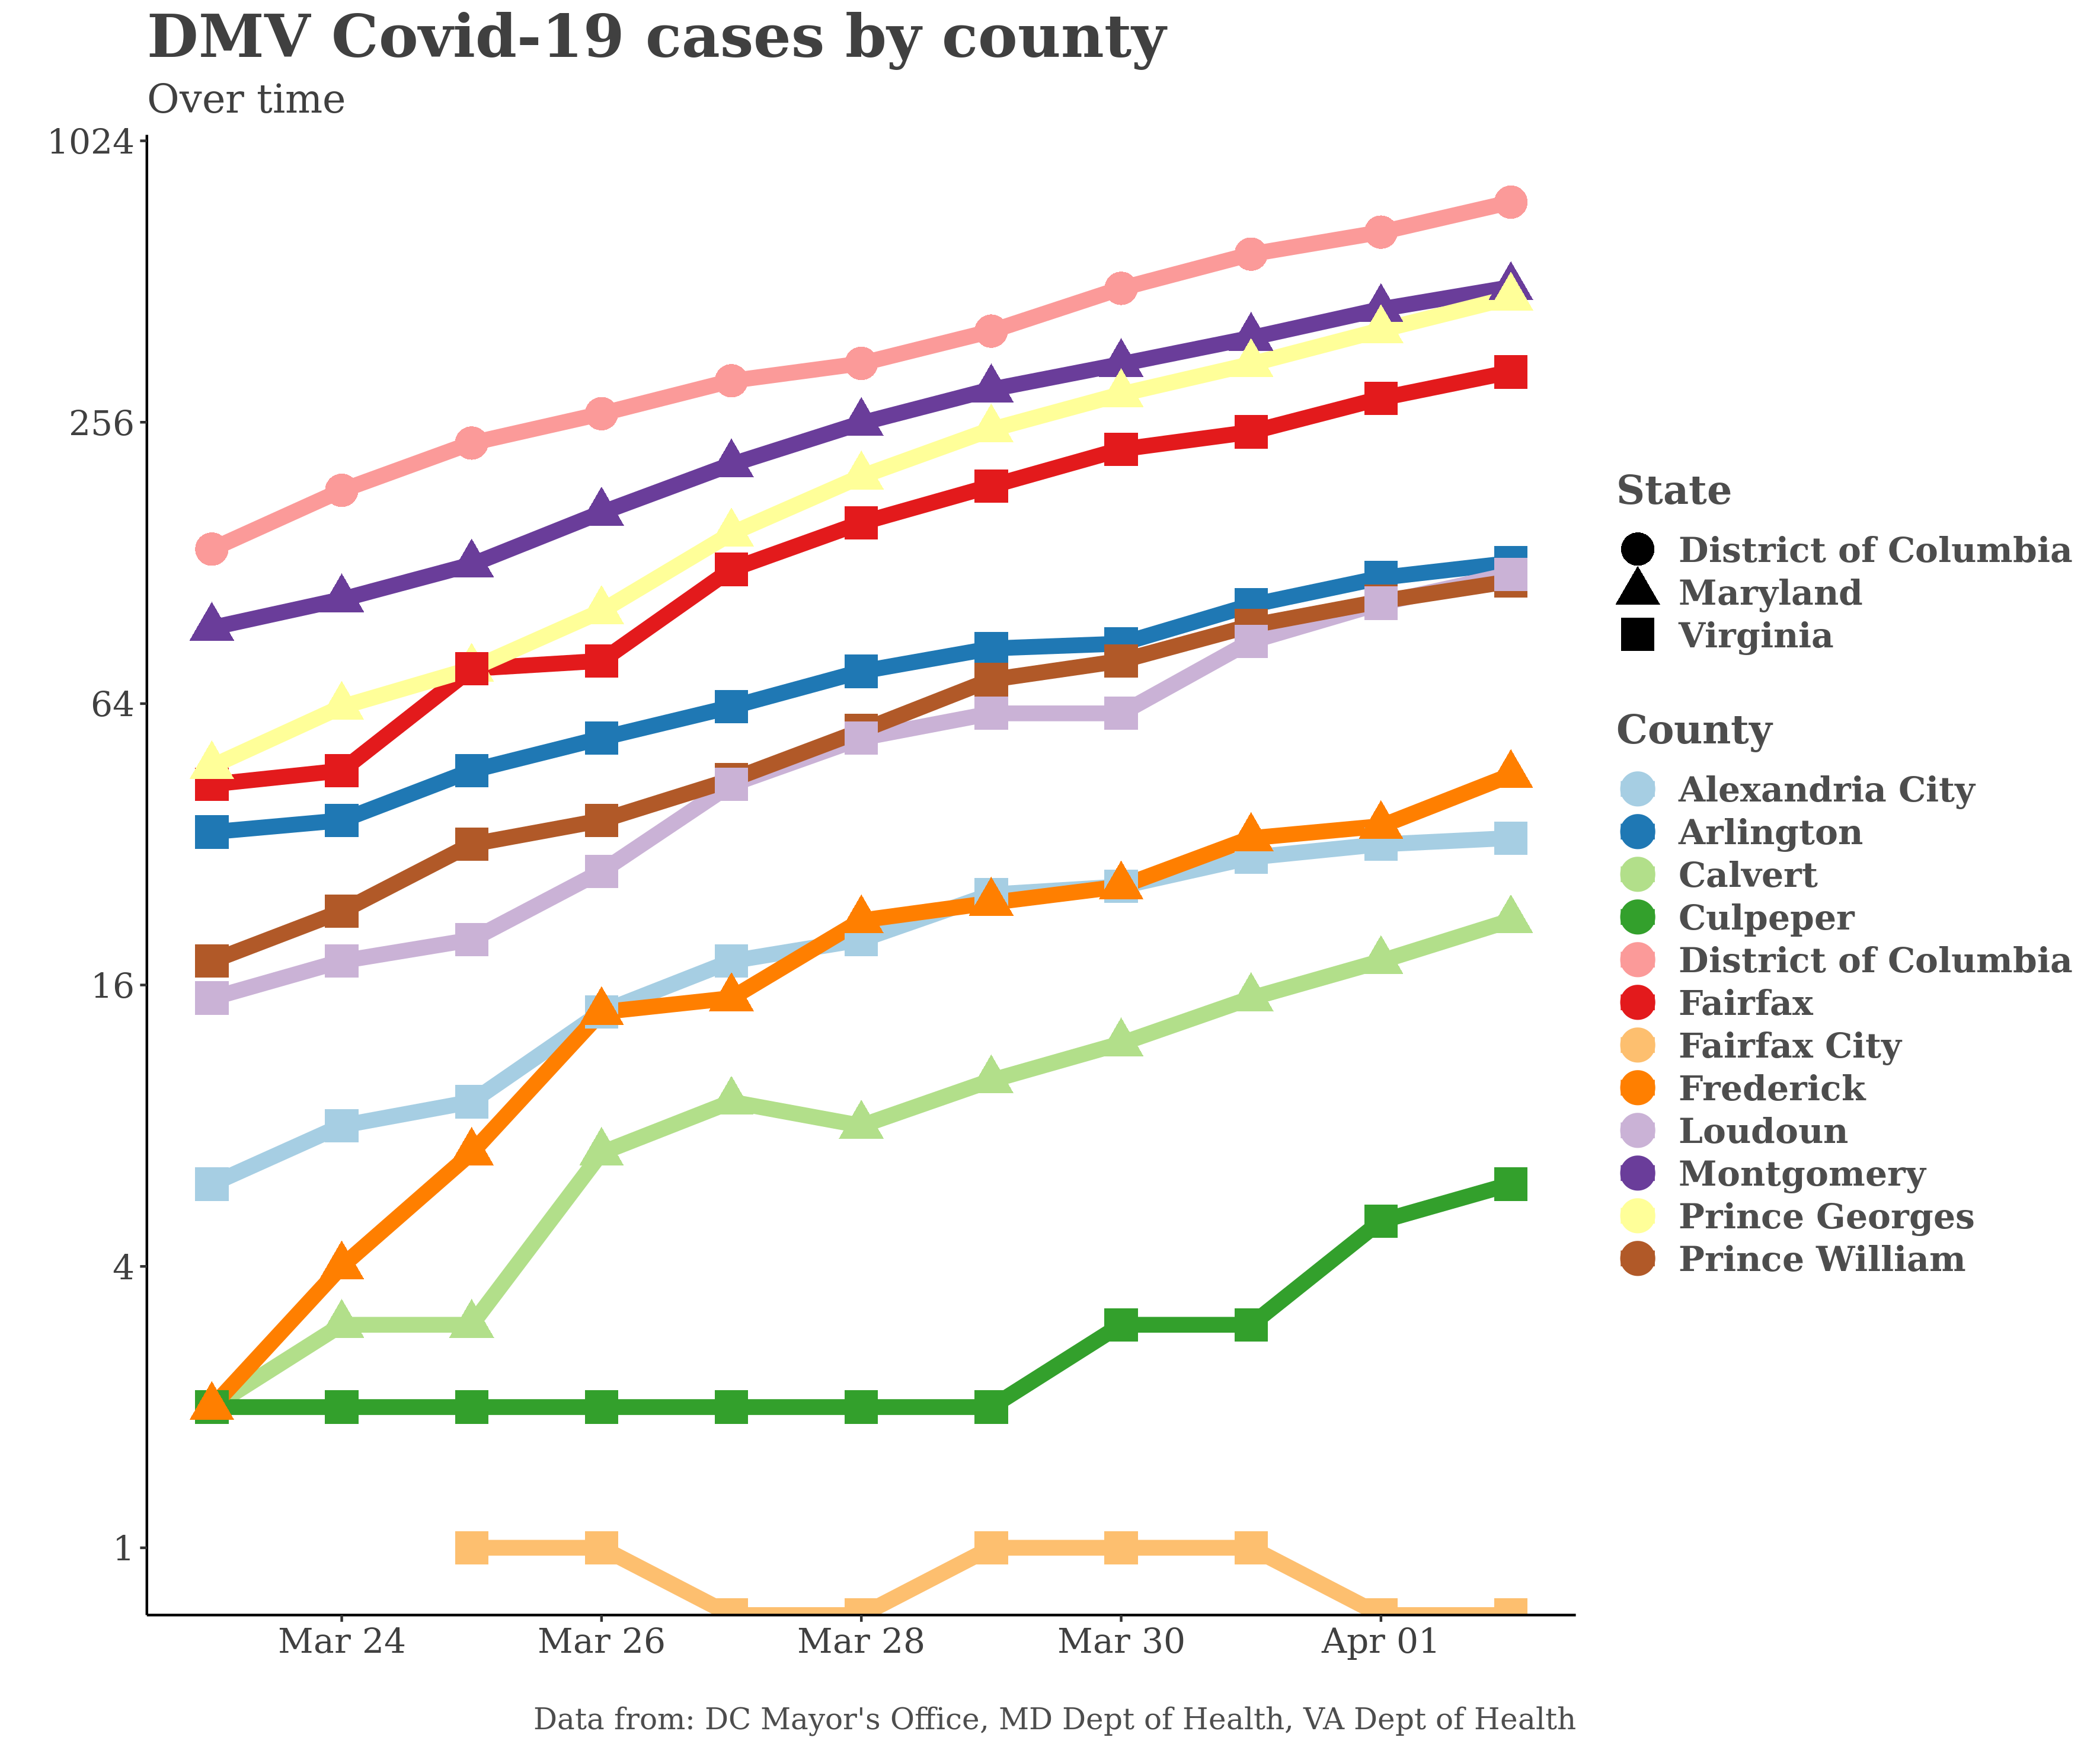 DMV Covid-19 cases by county
Over time
1024
256
64
16
4
1
Mar 24
Mar 26
Mar 28
Mar 30
Apr 01
State
District of Columbia
Maryland
Virginia
County
Alexandria City
Arlington
Calvert
Culpeper
District of Columbia
Fairfax
Fairfax City
Frederick
Loudoun
Montgomery
Prince Georges
Prince William
Data from: DC Mayor's Office, MD Dept of Health, VA Dept of Health